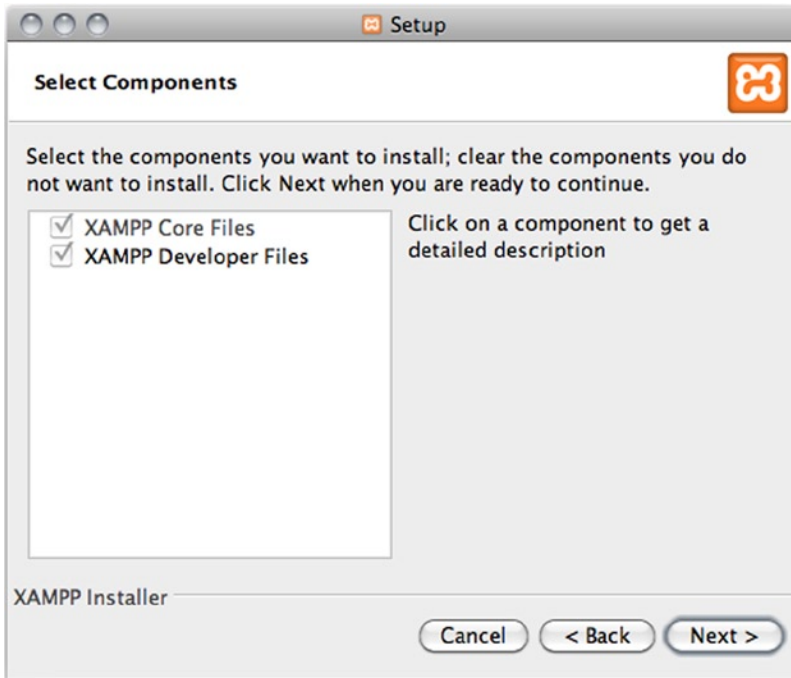 Setup
Select Components
Select the components you want to install; clear the components you do
not want to install. Click Next when you are ready to continue.
XAMPP Core Files
XAMPP Developer Files
Click on a component to get a
detailed description
XAMPP Installer
Cancel
< Back
Next >